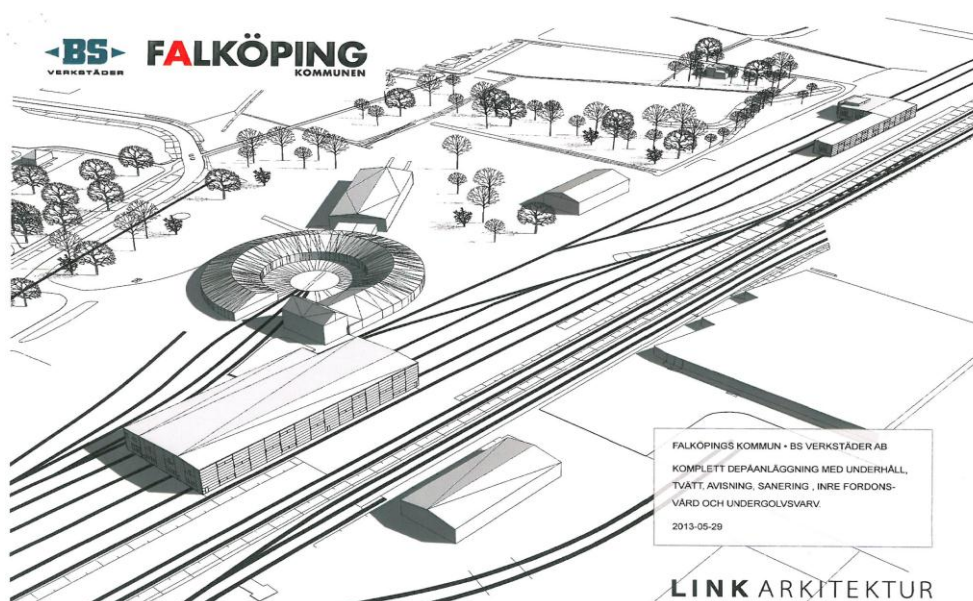 BS
VERKSTÄDER
FALKÖPING
KOMMUNEN
FALKÖPINGS KOMMUN • BS VERKSTÄDER AB
KOMPLETT DEPÅANLÄGGNING MED UNDERHÅLL,
TVÄTT, AVISNING, SANERING , INRE FORDONS-
VÅRD OCH UNDERGOLVSVARV.
2013-05-29
LINK ARKITEKTUR